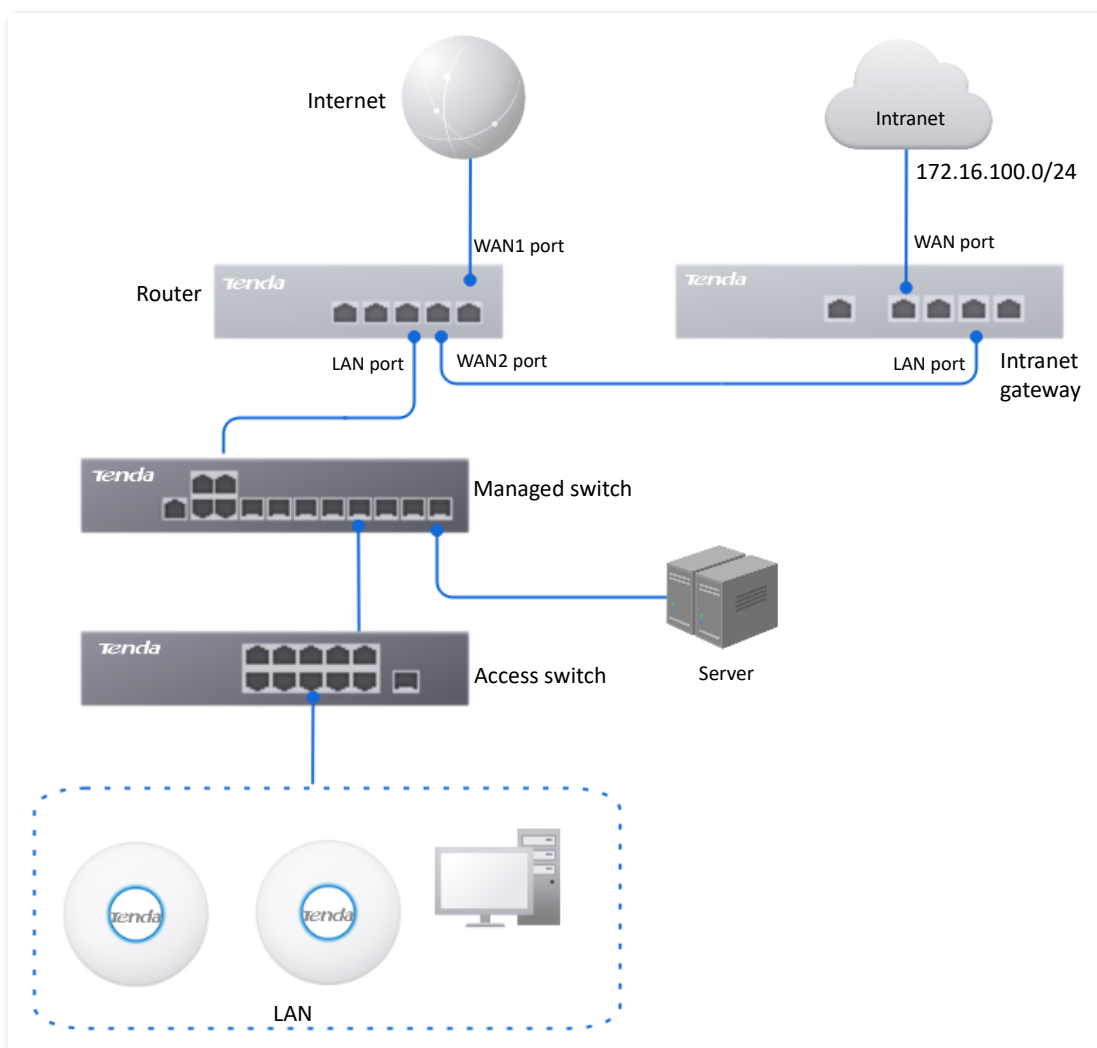 Internet
Intranet
172.16.100.0/24
WAN1 port
WAN port
Router
Tenda
Tenda
LAN port
WAN2 port
LAN port
Intranet
gateway
Tenda
Managed switch
Tenda
Access switch
Server
Tenda
Tenda
LAN